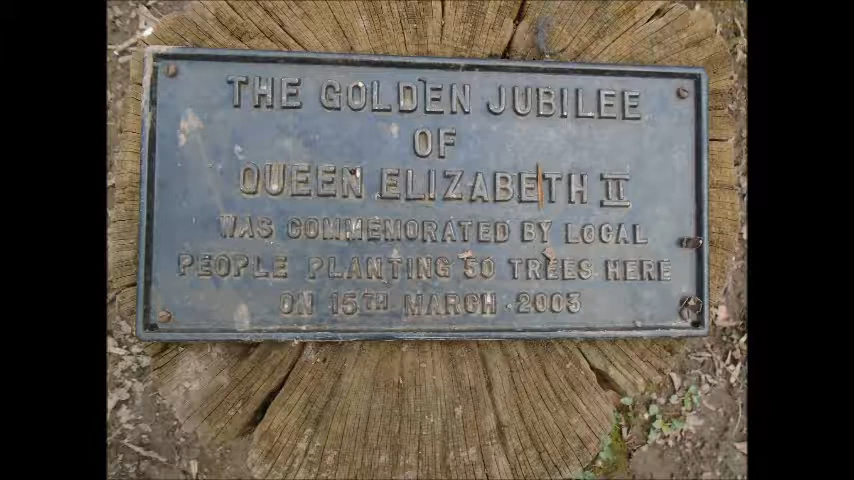 THE GOLDEN JUBILEE
OF
QUEEN ELIZABETH II
WAS COMMEMORATED BY LOCAL
PEOPLE PLANTING 50 TREES HERE
ON 15TH MARCH 2003